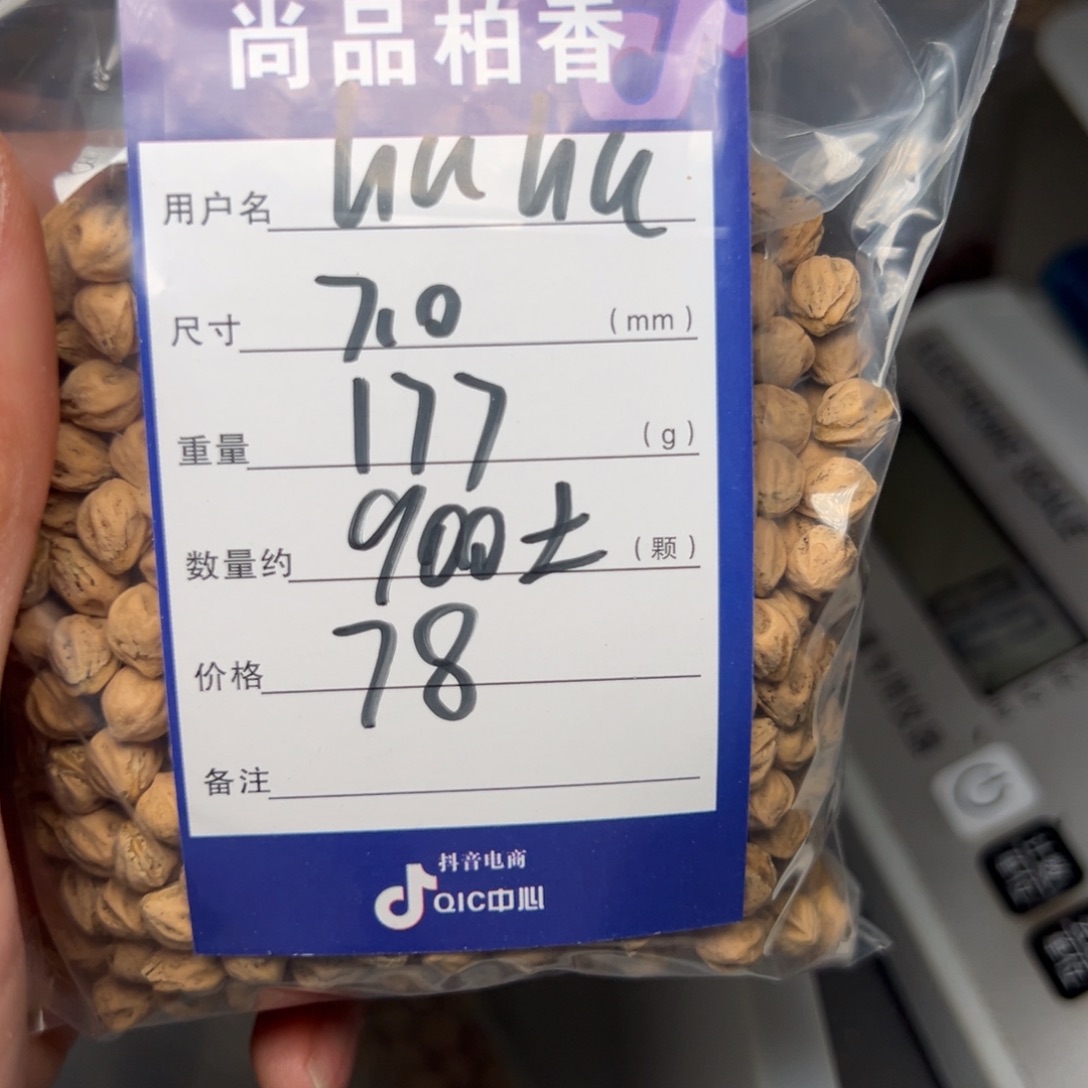 尚品柏香
用户名 huhu
尺寸 7.0 (mm)
重量 177 (g)
数量约 900± (颗)
价格 78
备注
抖音电商
QIC中心